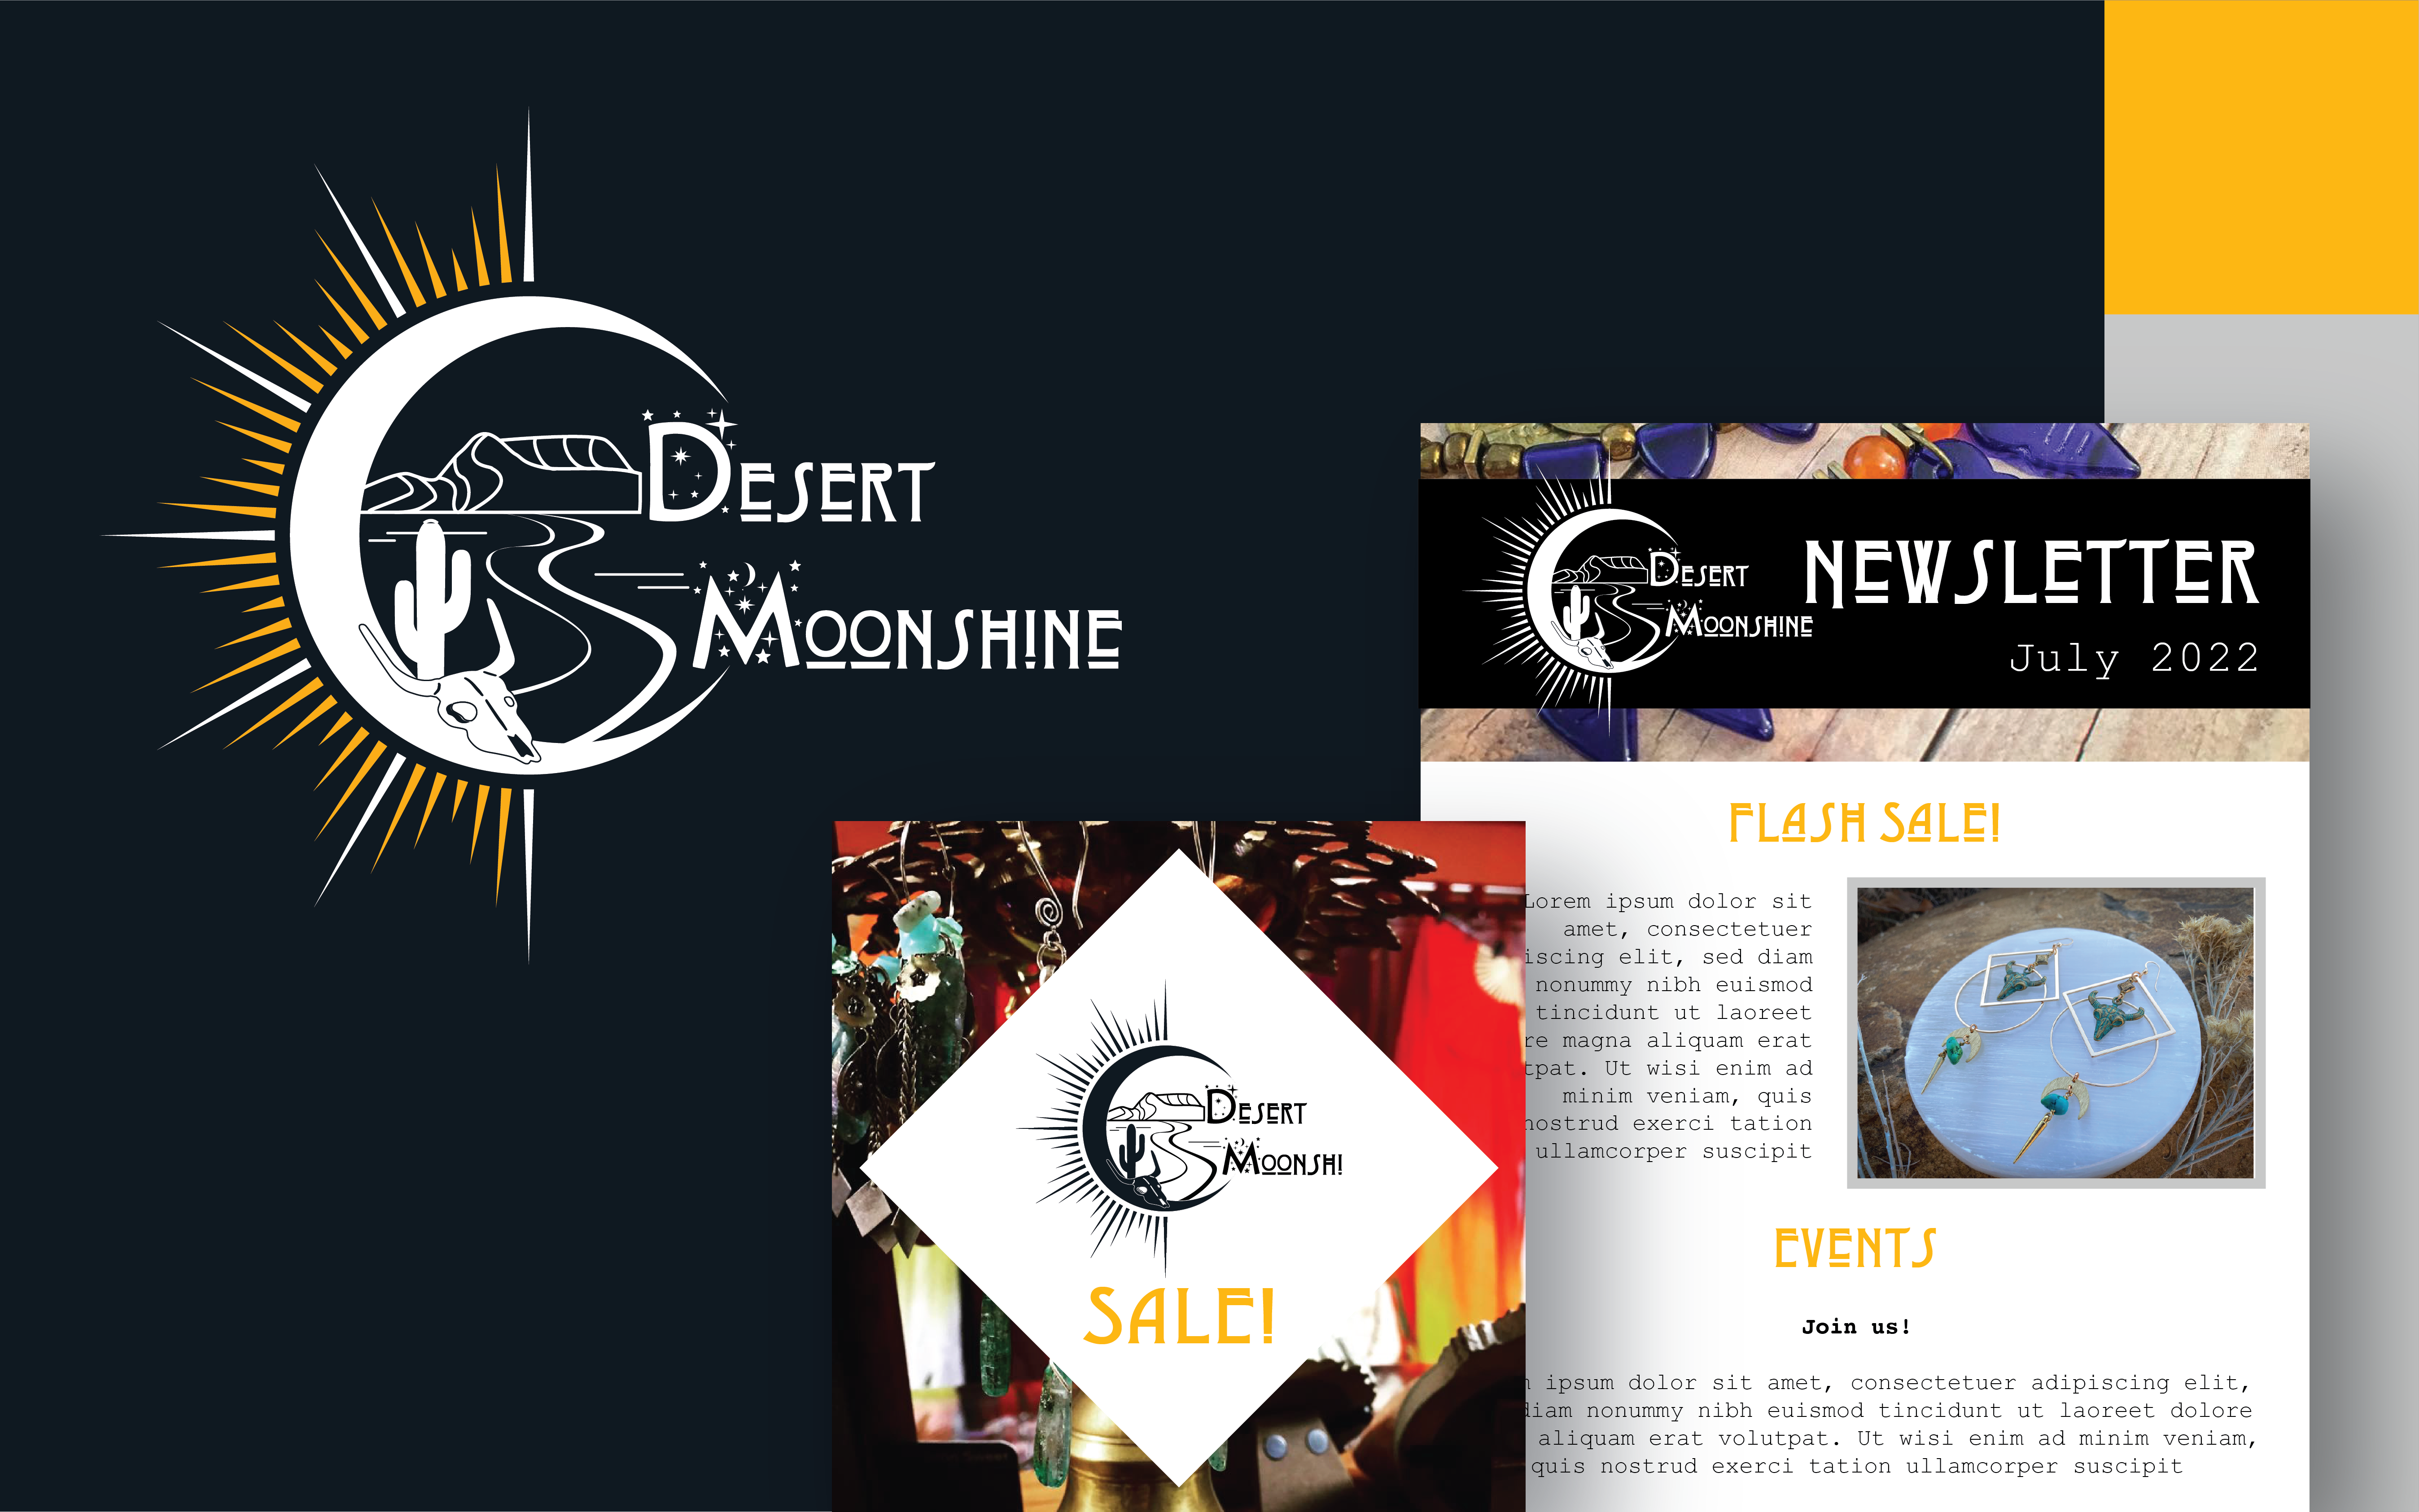 DESERT
MOONSHINE
DESERT
MOONSHINE
NEWSLETTER
July 2022
FLASH SALE!
Lorem ipsum dolor sit
amet, consectetuer
iscing elit, sed diam
nonummy nibh euismod
tincidunt ut laoreet
re magna aliquam erat
tpat. Ut wisi enim ad
minim veniam, quis
nostrud exerci tation
ullamcorper suscipit
EVENTS
Join us!
ipsum dolor sit amet, consectetuer adipiscing elit,
diam nonummy nibh euismod tincidunt ut laoreet dolore
aliquam erat volutpat. Ut wisi enim ad minim veniam,
quis nostrud exerci tation ullamcorper suscipit
DESERT
MOONSHI
SALE!